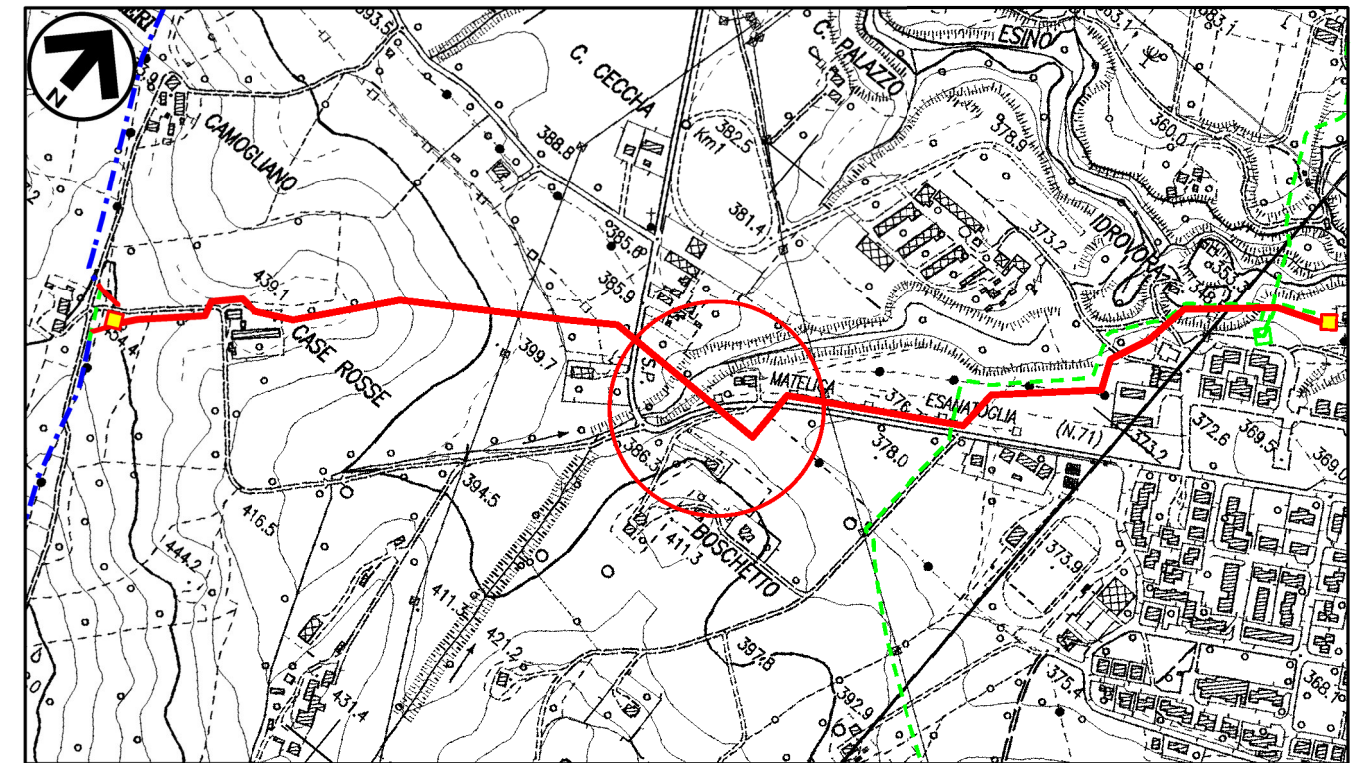 N
393.5
C. CECCHA
C. PALAZZO
ESINO
383.1
CAMOGLIANO
388.8
382.5
Km1
378.9
360.0
381.4
373.2
IDROVORA
385.6
385.9
439.1
CASE ROSSE
399.7
S.P.
MATELICA
ESANATOGLIA
(N.71)
376
378.0
373.2
372.6
369.5
369.0
386.3
394.5
416.5
444.2
BOSCHETTO
411.3
411.3
421.2
431.4
397.8
392.9
373.9
375.4
368.7